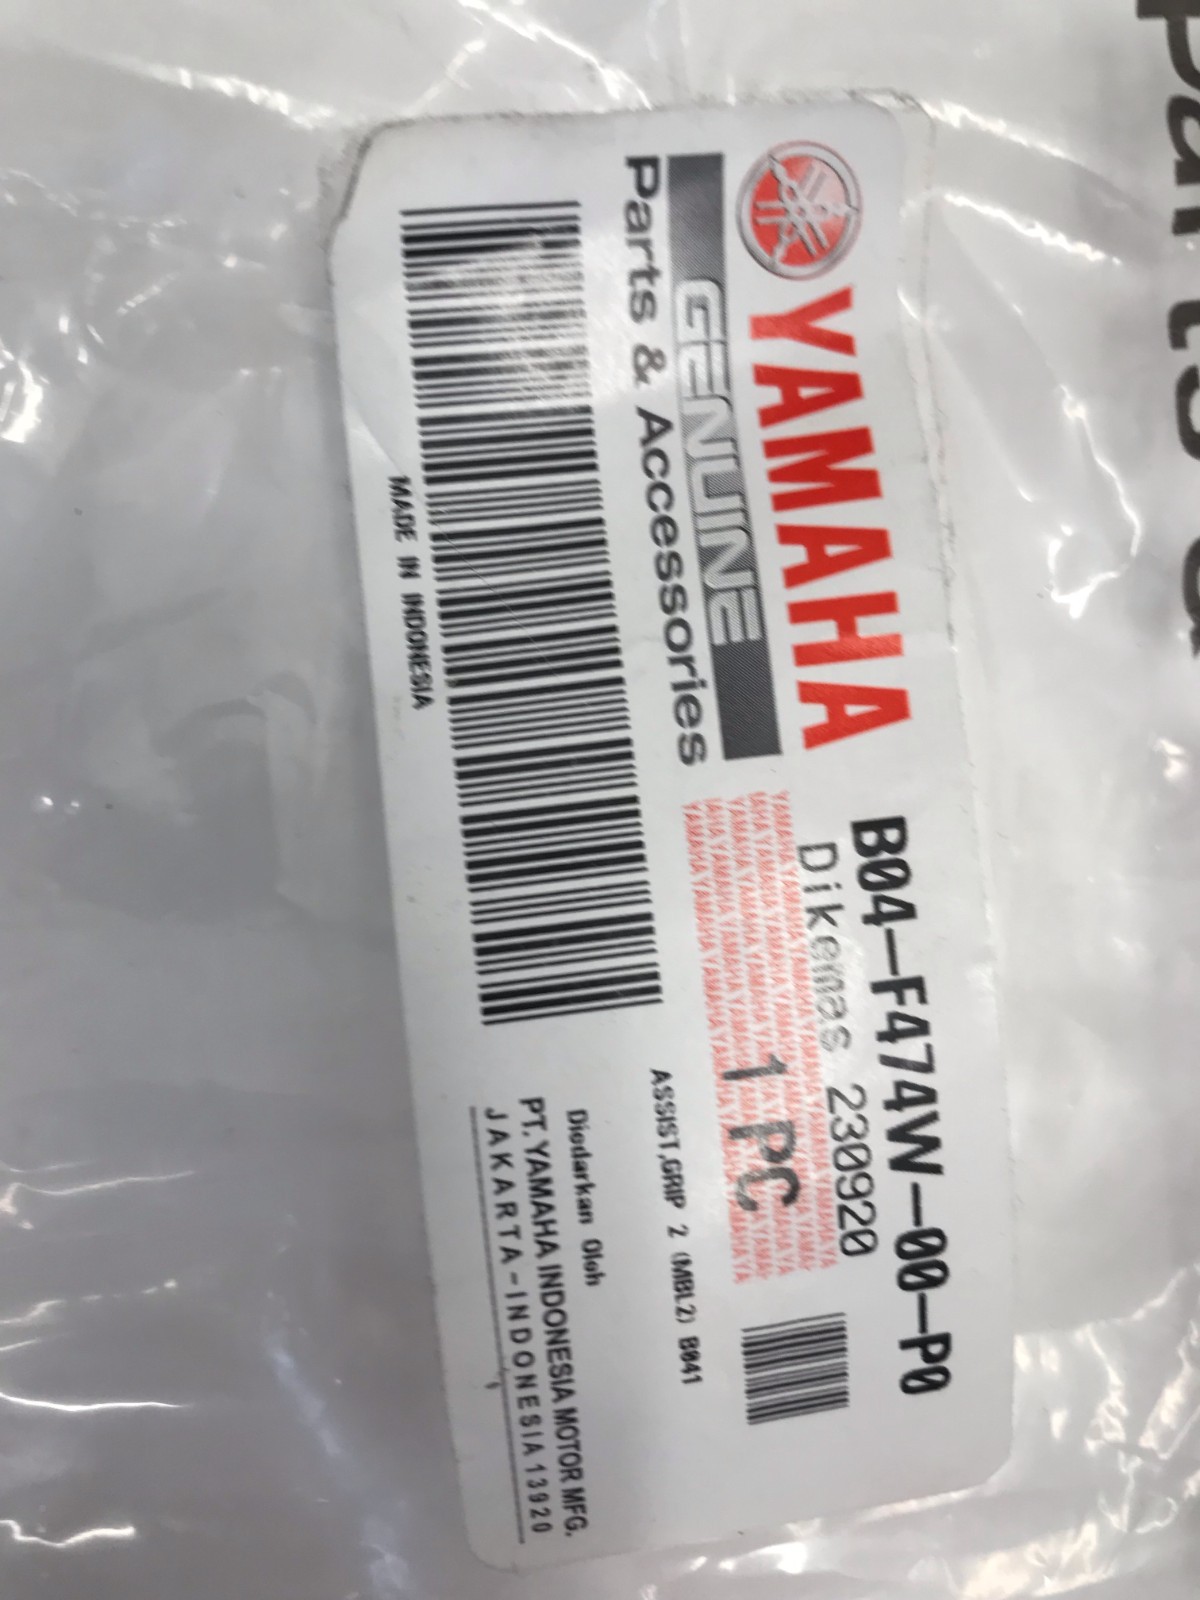 YAMAHA
GENUINE
Parts & Accessories
MADE IN INDONESIA
B04-F474W-00-P0
Dikemas 230920
1 PC
ASSIST,GRIP 2 (MBL2) B041
Diedarkan Oleh
PT. YAMAHA INDONESIA MOTOR MFG.
JAKARTA-INDONESIA 13920